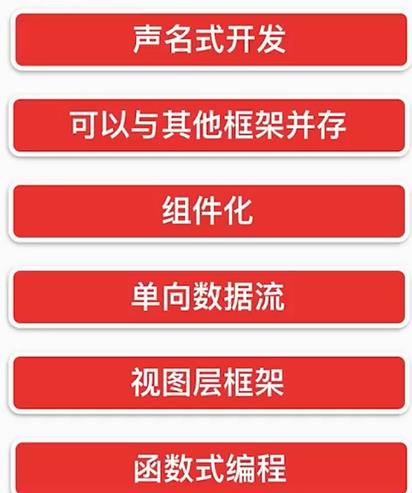 声名式开发
可以与其他框架并存
组件化
单向数据流
视图层框架
函数式编程